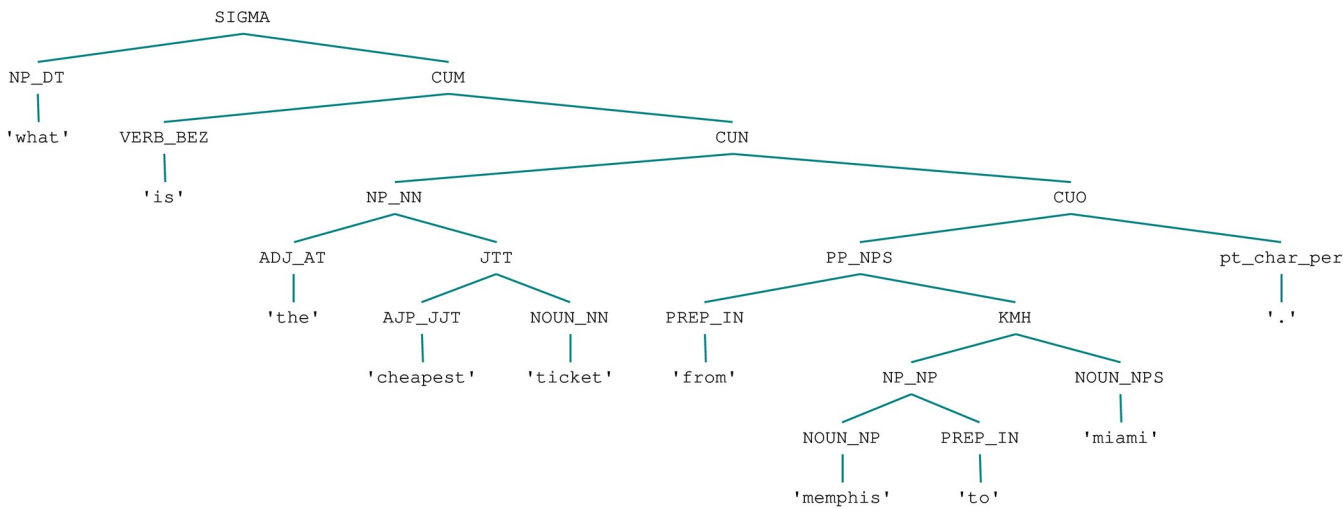 SIGMA
NP_DT CUM
'what' VERB_BEZ CUN
'is' NP_NN CUO
ADJ_AT JTT PP_NPS pt_char_per
'the' AJP_JJT NOUN_NN PREP_IN KMH '.'
'cheapest' 'ticket' 'from' NP_NP NOUN_NPS
NOUN_NP PREP_IN 'miami'
'memphis' 'to'